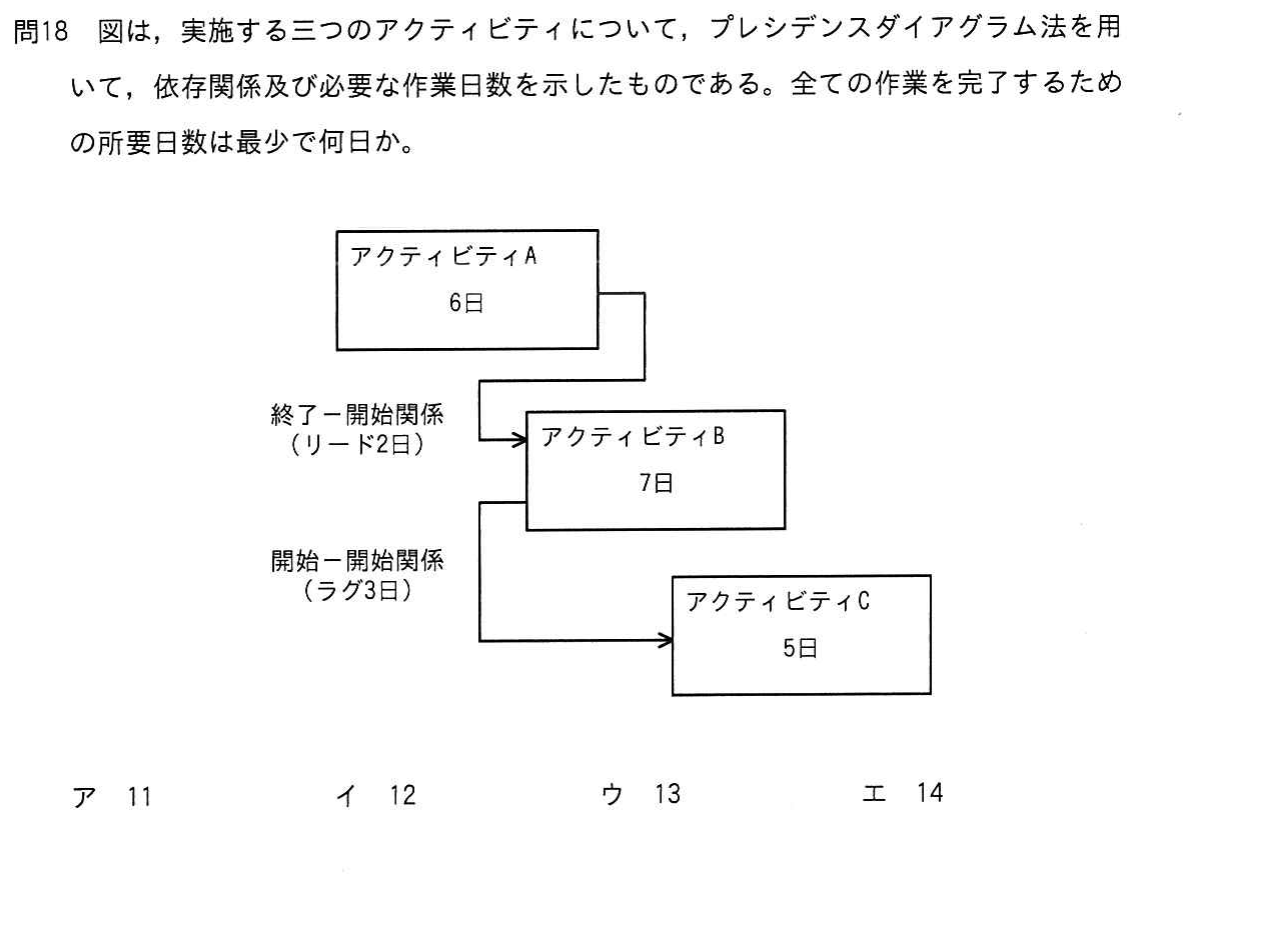 問18　図は，実施する三つのアクティビティについて，プレシデンスダイアグラム法を用
いて，依存関係及び必要な作業日数を示したものである。全ての作業を完了するため
の所要日数は最少で何日か。
アクティビティA
6日
終了－開始関係
（リード2日）
アクティビティB
7日
開始－開始関係
（ラグ3日）
アクティビティC
5日
ア　11　イ　12　ウ　13　エ　14